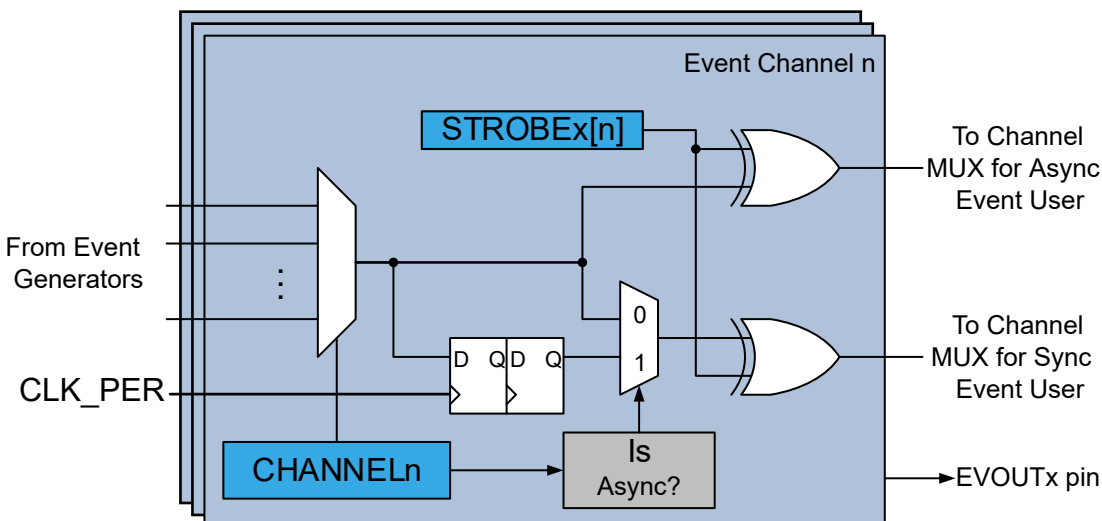 Event Channel n
STROBEx[n]
To Channel
MUX for Async
Event User
From Event
Generators
0
1
D Q D Q
To Channel
MUX for Sync
Event User
CLK_PER
CHANNELn
Is
Async?
EVOUTx pin